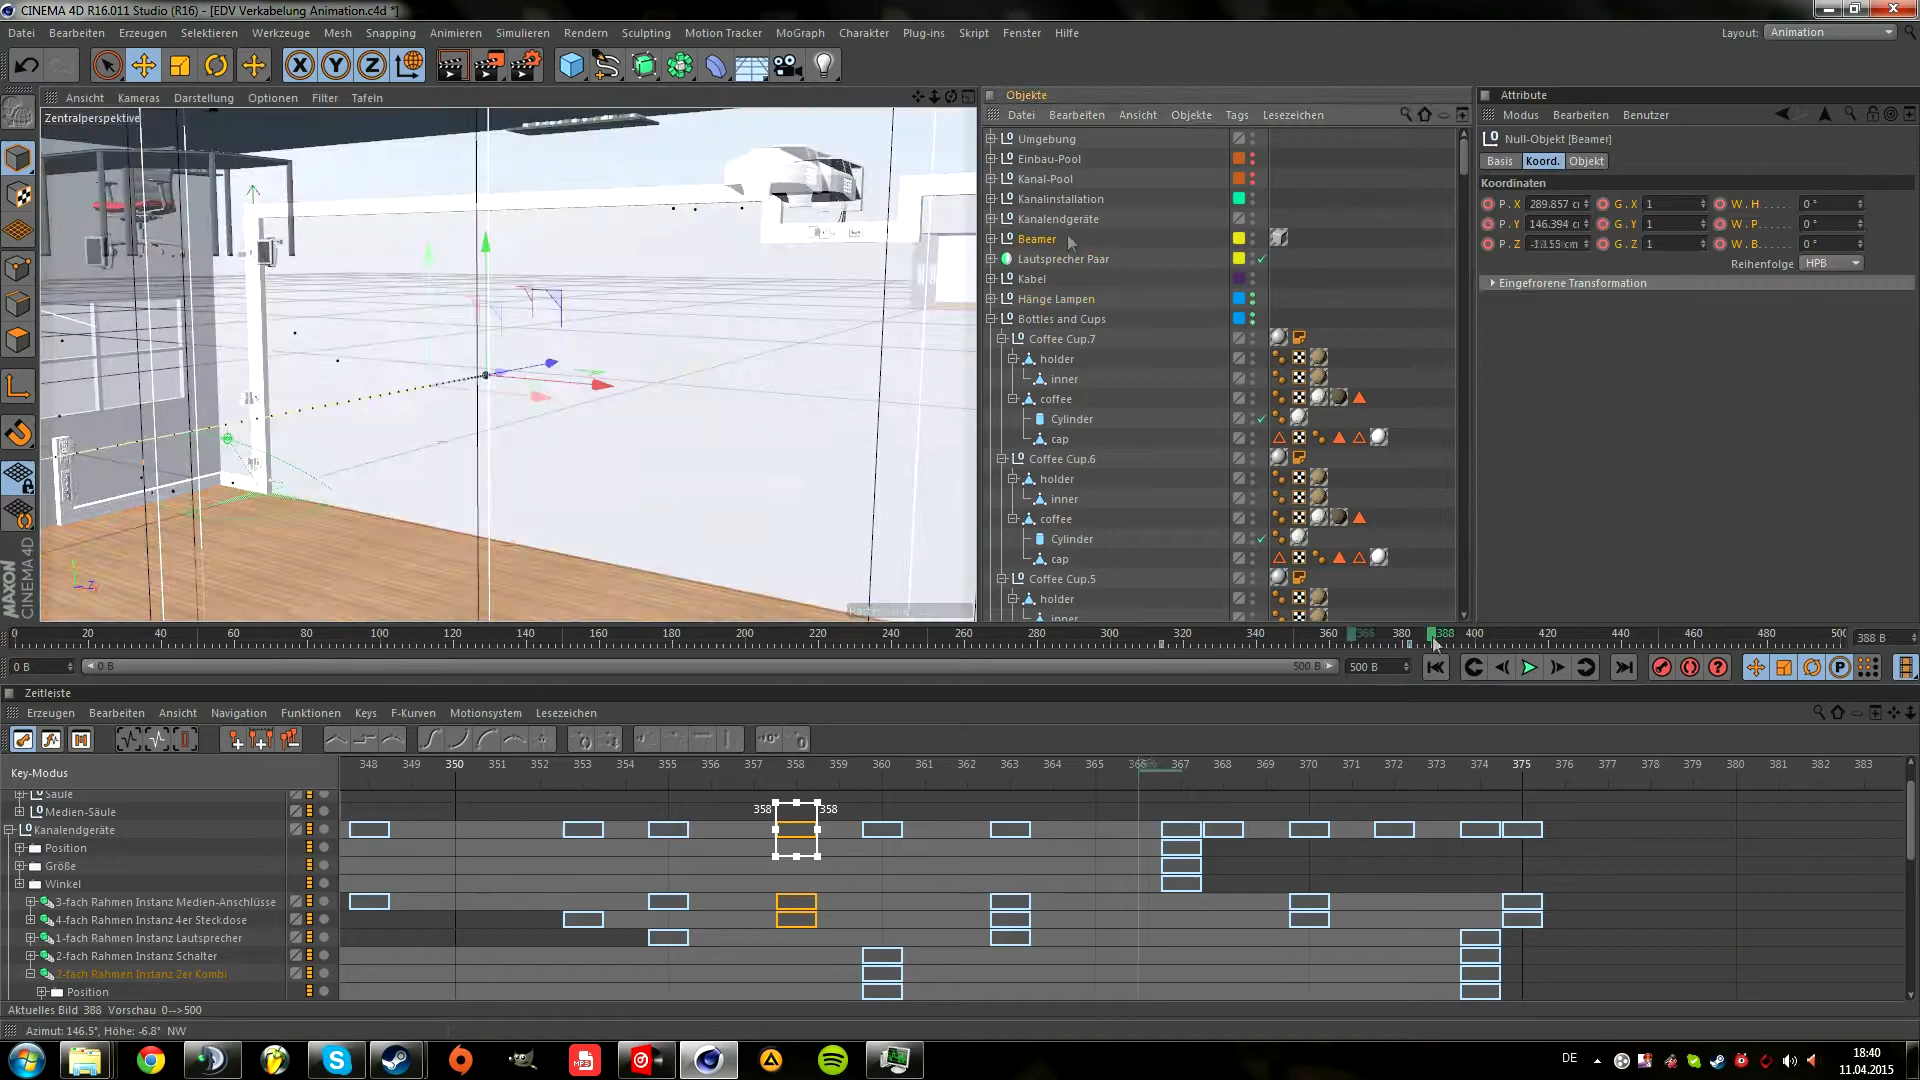 CINEMA 4D R16.011 Studio (R16) - [EDV Verkabelung Animation.c4d *]
Datei Bearbeiten Erzeugen Selektieren Werkzeuge Mesh Snapping Animieren Simulieren Rendern Sculpting Motion Tracker MoGraph Charakter Plug-ins Skript Fenster Hilfe Layout: Animation
X Y Z
Ansicht Kameras Darstellung Optionen Filter Tafeln
Zentralperspektive
Objekte
Datei Bearbeiten Ansicht Objekte Tags Lesezeichen
Umgebung
Einbau-Pool
Kanal-Pool
Kanalinstallation
Kanalendgeräte
Beamer
Lautsprecher Paar
Kabel
Hänge Lampen
Bottles and Cups
Coffee Cup.7
holder
inner
coffee
Cylinder
cap
Coffee Cup.6
holder
inner
coffee
Cylinder
cap
Coffee Cup.5
holder
inner
Attribute
Modus Bearbeiten Benutzer
Null-Objekt [Beamer]
Basis Koord. Objekt
Koordinaten
P . X 289.857 G . X 1 W . H 0 °
P . Y 146.394 cm G . Y 1 W . P 0 °
P . Z G . Z 1 W . B 0 °
Reihenfolge HPB
Eingefrorene Transformation
MAXON CINEMA 4D
0 20 40 60 80 100 120 140 160 180 200 220 240 260 280 300 320 340 360 366 380 388 400 420 440 460 480 500 388 B
0 B 0 B 500 B 500 B
Zeitleiste
Erzeugen Bearbeiten Ansicht Navigation Funktionen Keys F-Kurven Motionsystem Lesezeichen
Key-Modus
348 349 350 351 352 353 354 355 356 357 358 359 360 361 362 363 364 365 366 367 368 369 370 371 372 373 374 375 376 377 378 379 380 381 382 383
358 358
Säule
Medien-Säule
Kanalendgeräte
Position
Größe
Winkel
3-fach Rahmen Instanz Medien-Anschlüsse
4-fach Rahmen Instanz 4er Steckdose
1-fach Rahmen Instanz Lautsprecher
2-fach Rahmen Instanz Schalter
2-fach Rahmen Instanz 2er Kombi
Position
Aktuelles Bild 388 Vorschau 0-->500
Azimut: 146.5°, Höhe: -6.8° NW
MP3
DE
18:40
11.04.2015